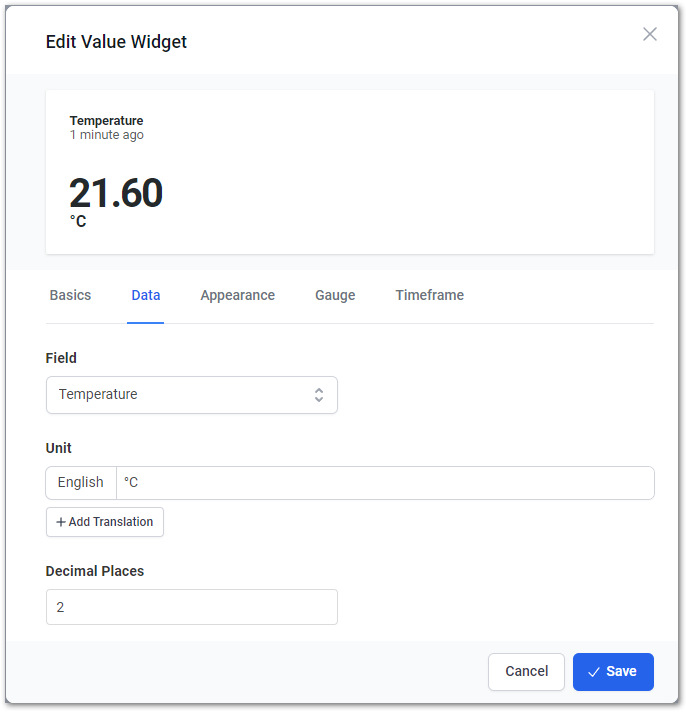 Edit Value Widget
Temperature
1 minute ago
21.60
°C
Basics Data Appearance Gauge Timeframe
Field
Temperature
Unit
English °C
+ Add Translation
Decimal Places
2
Cancel Save